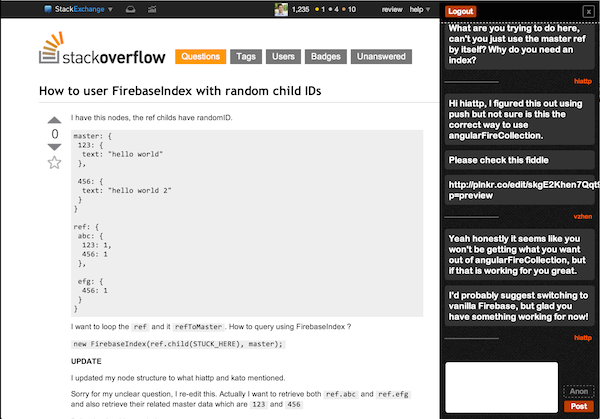 StackExchange
1,235 1 4 10 review help
stackoverflow
Questions Tags Users Badges Unanswered
How to user FirebaseIndex with random child IDs
I have this nodes, the ref childs have randomID.
0
master: {
123: {
text: "hello world"
},
456: {
text: "hello world 2"
}
}
ref: {
abc: {
123: 1,
456: 1
},
efg: {
456: 1
}
}
I want to loop the ref and it refToMaster. How to query using FirebaseIndex ?
new FirebaseIndex(ref.child(STUCK_HERE), master);
UPDATE
I updated my node structure to what hiattp and kato mentioned.
Sorry for my unclear question, I re-edit this. Actually I want to retrieve both ref.abc and ref.efg
and also retrieve their related master data which are 123 and 456
Logout
x
What are you trying to do here,
can't you just use the master ref
by itself? Why do you need an
index?
hiattp
Hi hiattp, I figured this out using
push but not sure is this the
correct way to use
angularFireCollection.
Please check this fiddle
http://plnkr.co/edit/skgE2Khen7Qqt
p=preview
vzhen
Yeah honestly it seems like you
won't be getting what you want
out of angularFireCollection, but
if that is working for you great.
I'd probably suggest switching to
vanilla Firebase, but glad you
have something working for now!
hiattp
Anon
Post